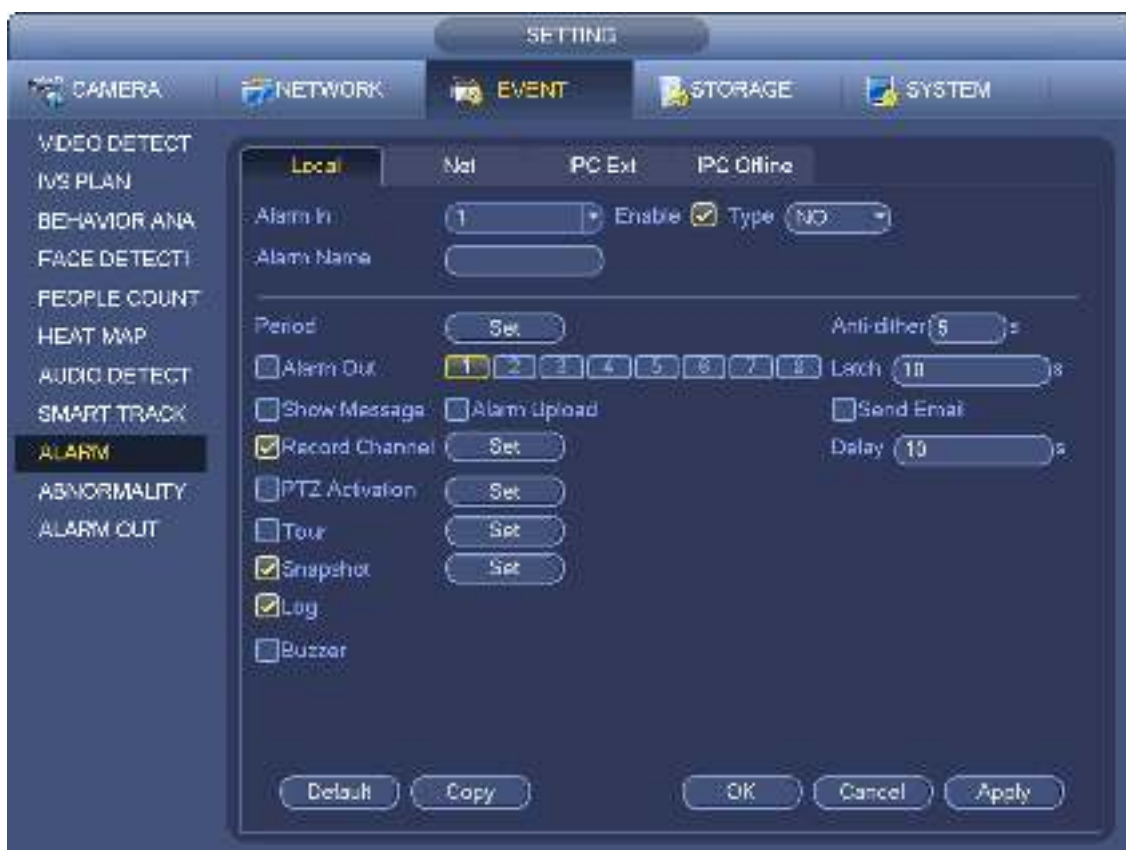 SETTING
CAMERA NETWORK EVENT STORAGE SYSTEM
VIDEO DETECT
IVS PLAN
BEHAVIOR ANA
FACE DETECTI
PEOPLE COUNT
HEAT MAP
AUDIO DETECT
SMART TRACK
ALARM
ABNORMALITY
ALARM OUT
Local Net IPC Ext IPC Offline
Alarm In 1 Enable Type NO
Alarm Name
Period Set Anti-dither 5 s
Alarm Out 1 2 3 4 5 6 7 8 Latch 10 s
Show Message Alarm Upload Send Email
Record Channel Set Delay 10 s
PTZ Activation Set
Tour Set
Snapshot Set
Log
Buzzer
Default Copy OK Cancel Apply